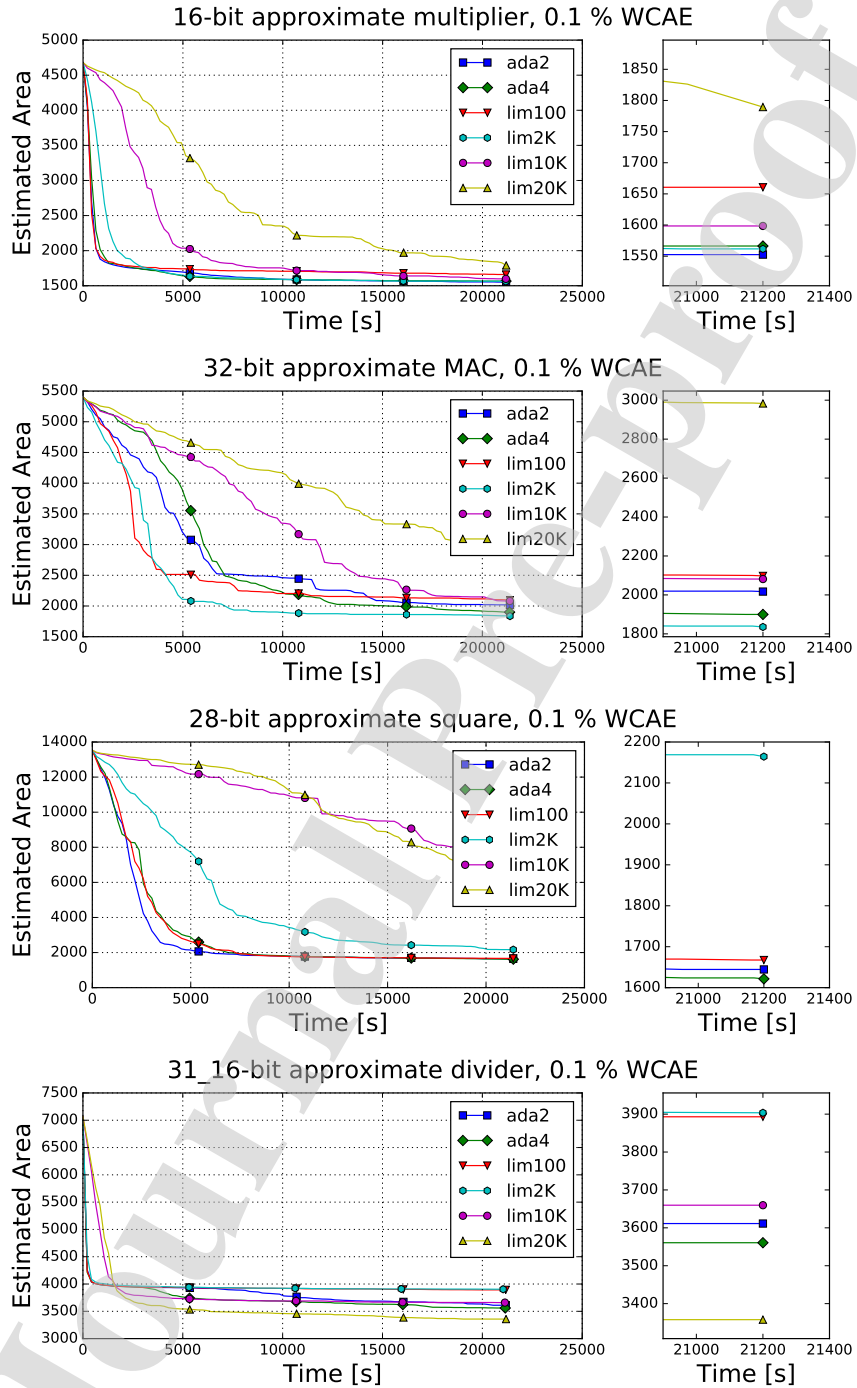 16-bit approximate multiplier, 0.1 % WCAE
Estimated Area
5000
4500
4000
3500
3000
2500
2000
1500
0
5000
10000
15000
20000
25000
Time [s]
ada2
ada4
lim100
lim2K
lim10K
lim20K
1850
1800
1750
1700
1650
1600
1550
21000
21200
21400
Time [s]
32-bit approximate MAC, 0.1 % WCAE
Estimated Area
5500
5000
4500
4000
3500
3000
2500
2000
1500
0
5000
10000
15000
20000
25000
Time [s]
ada2
ada4
lim100
lim2K
lim10K
lim20K
3000
2800
2600
2400
2200
2000
1800
21000
21200
21400
Time [s]
28-bit approximate square, 0.1 % WCAE
Estimated Area
14000
12000
10000
8000
6000
4000
2000
0
0
5000
10000
15000
20000
25000
Time [s]
ada2
ada4
lim100
lim2K
lim10K
lim20K
2200
2100
2000
1900
1800
1700
1600
21000
21200
21400
Time [s]
31_16-bit approximate divider, 0.1 % WCAE
Estimated Area
7500
7000
6500
6000
5500
5000
4500
4000
3500
3000
0
5000
10000
15000
20000
25000
Time [s]
ada2
ada4
lim100
lim2K
lim10K
lim20K
3900
3800
3700
3600
3500
3400
21000
21200
21400
Time [s]
Journal Pre-proof